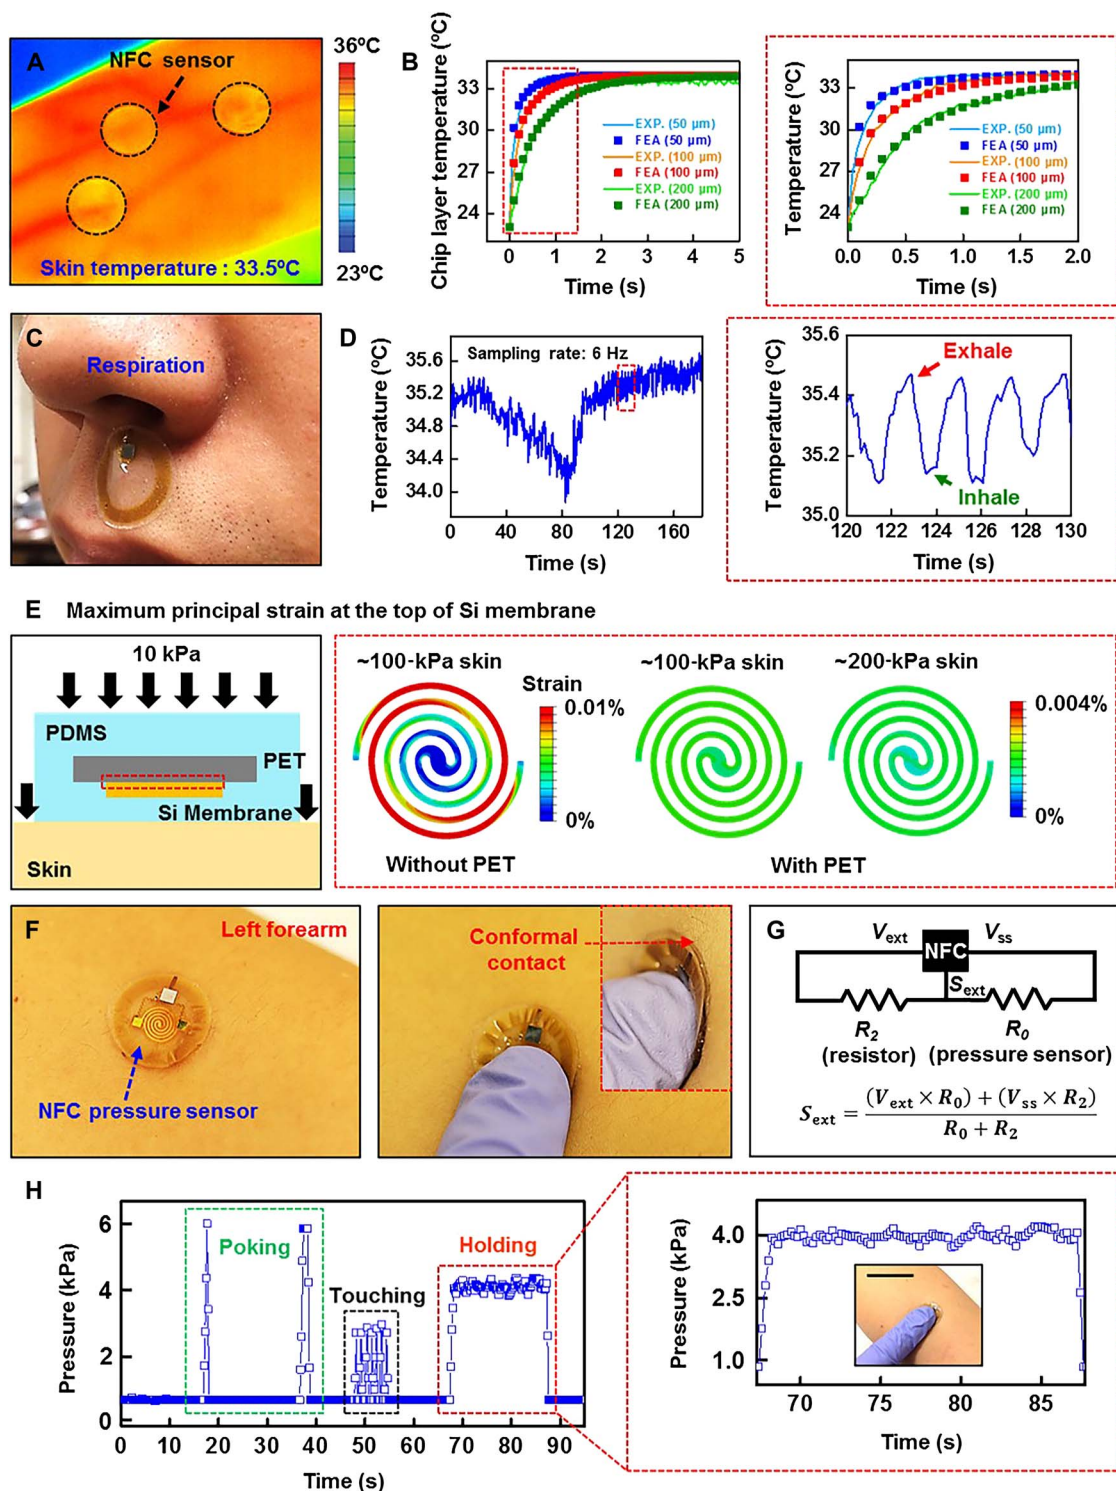 A
NFC sensor
Skin temperature : 33.5ºC
36ºC
23ºC
B
Chip layer temperature (ºC)
33
30
27
24
EXP. (50 µm)
FEA (50 µm)
EXP. (100 µm)
FEA (100 µm)
EXP. (200 µm)
FEA (200 µm)
0 1 2 3 4 5
Time (s)
Temperature (ºC)
33
30
27
24
EXP. (50 µm)
FEA (50 µm)
EXP. (100 µm)
FEA (100 µm)
EXP. (200 µm)
FEA (200 µm)
0.0 0.5 1.0 1.5 2.0
Time (s)
C
Respiration
D
Temperature (ºC)
35.6
35.2
34.8
34.4
34.0
Sampling rate: 6 Hz
0 40 80 120 160
Time (s)
Temperature (ºC)
35.6
35.4
35.2
35.0
Exhale
Inhale
120 122 124 126 128 130
Time (s)
E Maximum principal strain at the top of Si membrane
10 kPa
PDMS
PET
Si Membrane
Skin
~100-kPa skin
Strain
0.01%
0%
Without PET
~100-kPa skin
~200-kPa skin
0.004%
0%
With PET
F
Left forearm
NFC pressure sensor
Conformal
contact
G
Vext NFC Vss
Sext
R2
(resistor)
R0
(pressure sensor)
Sext = (Vext × R0) + (Vss × R2)
R0 + R2
H
Pressure (kPa)
6
4
2
0
Poking
Touching
Holding
0 10 20 30 40 50 60 70 80 90
Time (s)
Pressure (kPa)
4.0
2.5
1.0
70 75 80 85
Time (s)